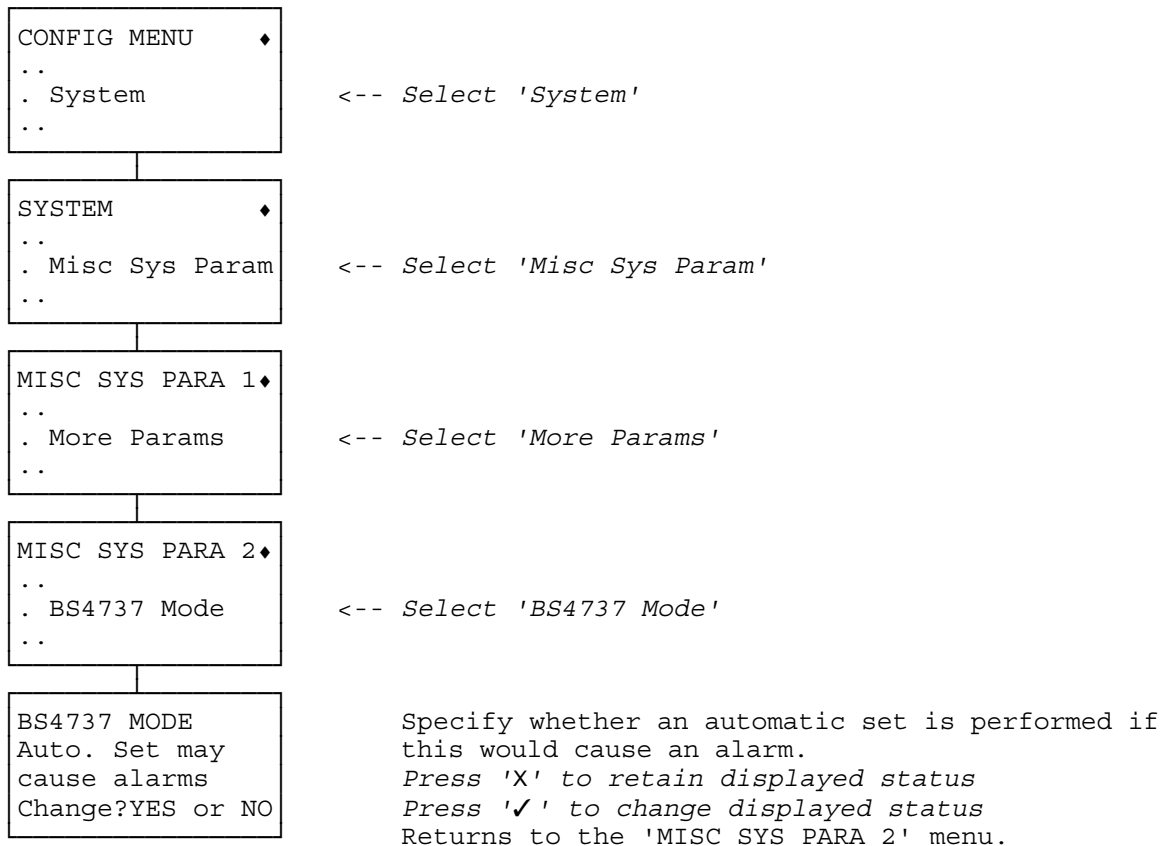 CONFIG MENU ♦
..
. System <-- Select 'System'
..
SYSTEM ♦
..
. Misc Sys Param <-- Select 'Misc Sys Param'
..
MISC SYS PARA 1♦
..
. More Params <-- Select 'More Params'
..
MISC SYS PARA 2♦
..
. BS4737 Mode <-- Select 'BS4737 Mode'
..
BS4737 MODE Specify whether an automatic set is performed if
Auto. Set may this would cause an alarm.
cause alarms Press 'X' to retain displayed status
Change?YES or NO Press '✓' to change displayed status
Returns to the 'MISC SYS PARA 2' menu.